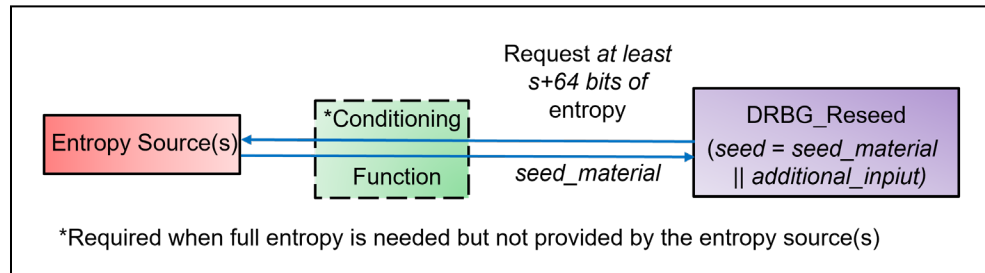 Request at least
s+64 bits of
entropy
Entropy Source(s)
*Conditioning
Function
seed_material
DRBG_Reseed
(seed = seed_material
|| additional_inpiut)
*Required when full entropy is needed but not provided by the entropy source(s)